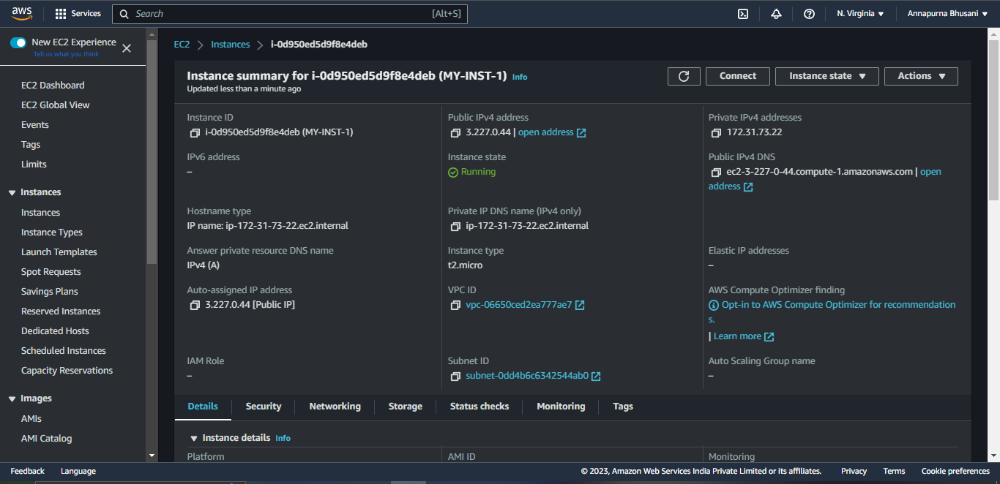 aws
Services
Search
[Alt+S]
N. Virginia
Annapurna Bhusani
New EC2 Experience
Tell us what you think
EC2 Dashboard
EC2 Global View
Events
Tags
Limits
Instances
Instances
Instance Types
Launch Templates
Spot Requests
Savings Plans
Reserved Instances
Dedicated Hosts
Scheduled Instances
Capacity Reservations
Images
AMIs
AMI Catalog
EC2 > Instances > i-0d950ed5d9f8e4deb
Instance summary for i-0d950ed5d9f8e4deb (MY-INST-1) Info
Updated less than a minute ago
Connect
Instance state
Actions
Instance ID
i-0d950ed5d9f8e4deb (MY-INST-1)
Public IPv4 address
3.227.0.44 | open address
Private IPv4 addresses
172.31.73.22
IPv6 address
–
Instance state
Running
Public IPv4 DNS
ec2-3-227-0-44.compute-1.amazonaws.com | open
address
Hostname type
IP name: ip-172-31-73-22.ec2.internal
Private IP DNS name (IPv4 only)
ip-172-31-73-22.ec2.internal
Answer private resource DNS name
IPv4 (A)
Instance type
t2.micro
Elastic IP addresses
–
Auto-assigned IP address
3.227.0.44 [Public IP]
VPC ID
vpc-06650ced2ea777ae7
AWS Compute Optimizer finding
Opt-in to AWS Compute Optimizer for recommendation
s.
| Learn more
IAM Role
–
Subnet ID
subnet-0dd4b6c6342544ab0
Auto Scaling Group name
–
Details
Security
Networking
Storage
Status checks
Monitoring
Tags
Instance details Info
Platform
AMI ID
Monitoring
Feedback
Language
© 2023, Amazon Web Services India Private Limited or its affiliates.
Privacy
Terms
Cookie preferences